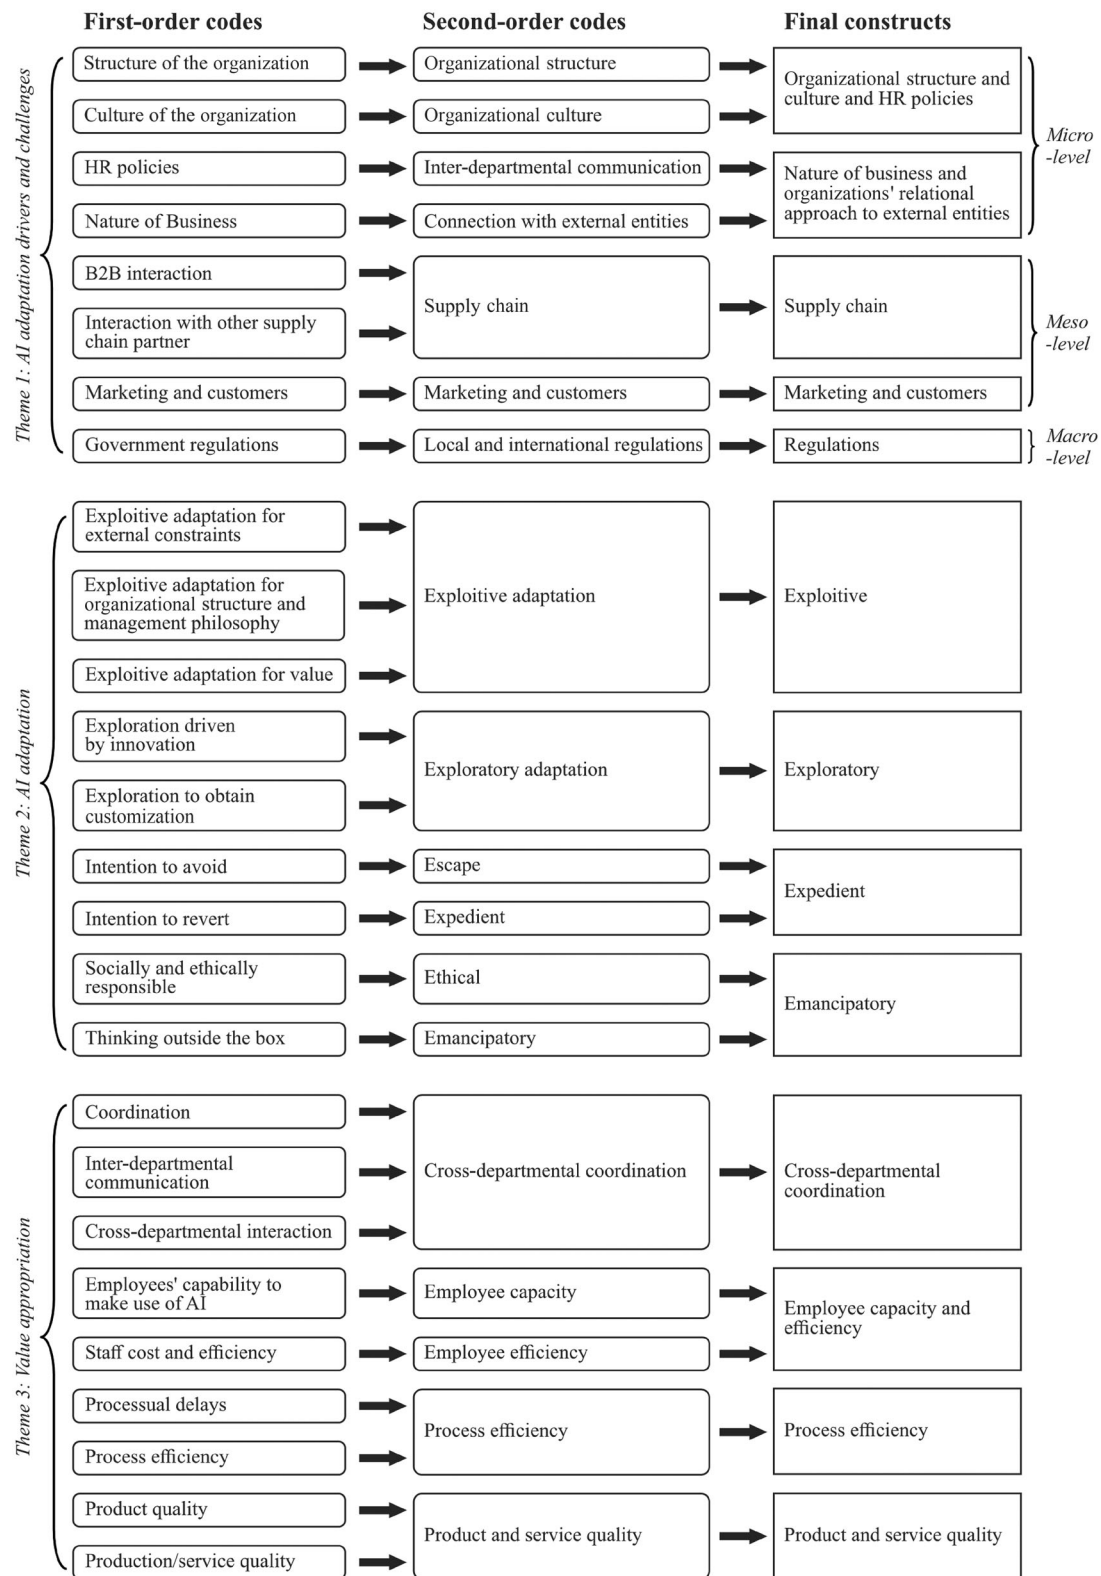 First-order codes
Second-order codes
Final constructs
Theme 1: AI adaptation drivers and challenges
Structure of the organization
Organizational structure
Organizational structure and
culture and HR policies
Culture of the organization
Organizational culture
HR policies
Inter-departmental communication
Nature of business and
organizations' relational
approach to external entities
Nature of Business
Connection with external entities
Micro
-level
B2B interaction
Interaction with other supply
chain partner
Supply chain
Supply chain
Marketing and customers
Marketing and customers
Marketing and customers
Meso
-level
Government regulations
Local and international regulations
Regulations
Macro
-level
Theme 2: AI adaptation
Exploitive adaptation for
external constraints
Exploitive adaptation for
organizational structure and
management philosophy
Exploitive adaptation for value
Exploitive adaptation
Exploitive
Exploration driven
by innovation
Exploration to obtain
customization
Exploratory adaptation
Exploratory
Intention to avoid
Escape
Expedient
Intention to revert
Expedient
Socially and ethically
responsible
Ethical
Emancipatory
Thinking outside the box
Emancipatory
Theme 3: Value appropriation
Coordination
Inter-departmental
communication
Cross-departmental interaction
Cross-departmental coordination
Cross-departmental
coordination
Employees' capability to
make use of AI
Employee capacity
Employee capacity and
efficiency
Staff cost and efficiency
Employee efficiency
Processual delays
Process efficiency
Process efficiency
Process efficiency
Product quality
Production/service quality
Product and service quality
Product and service quality